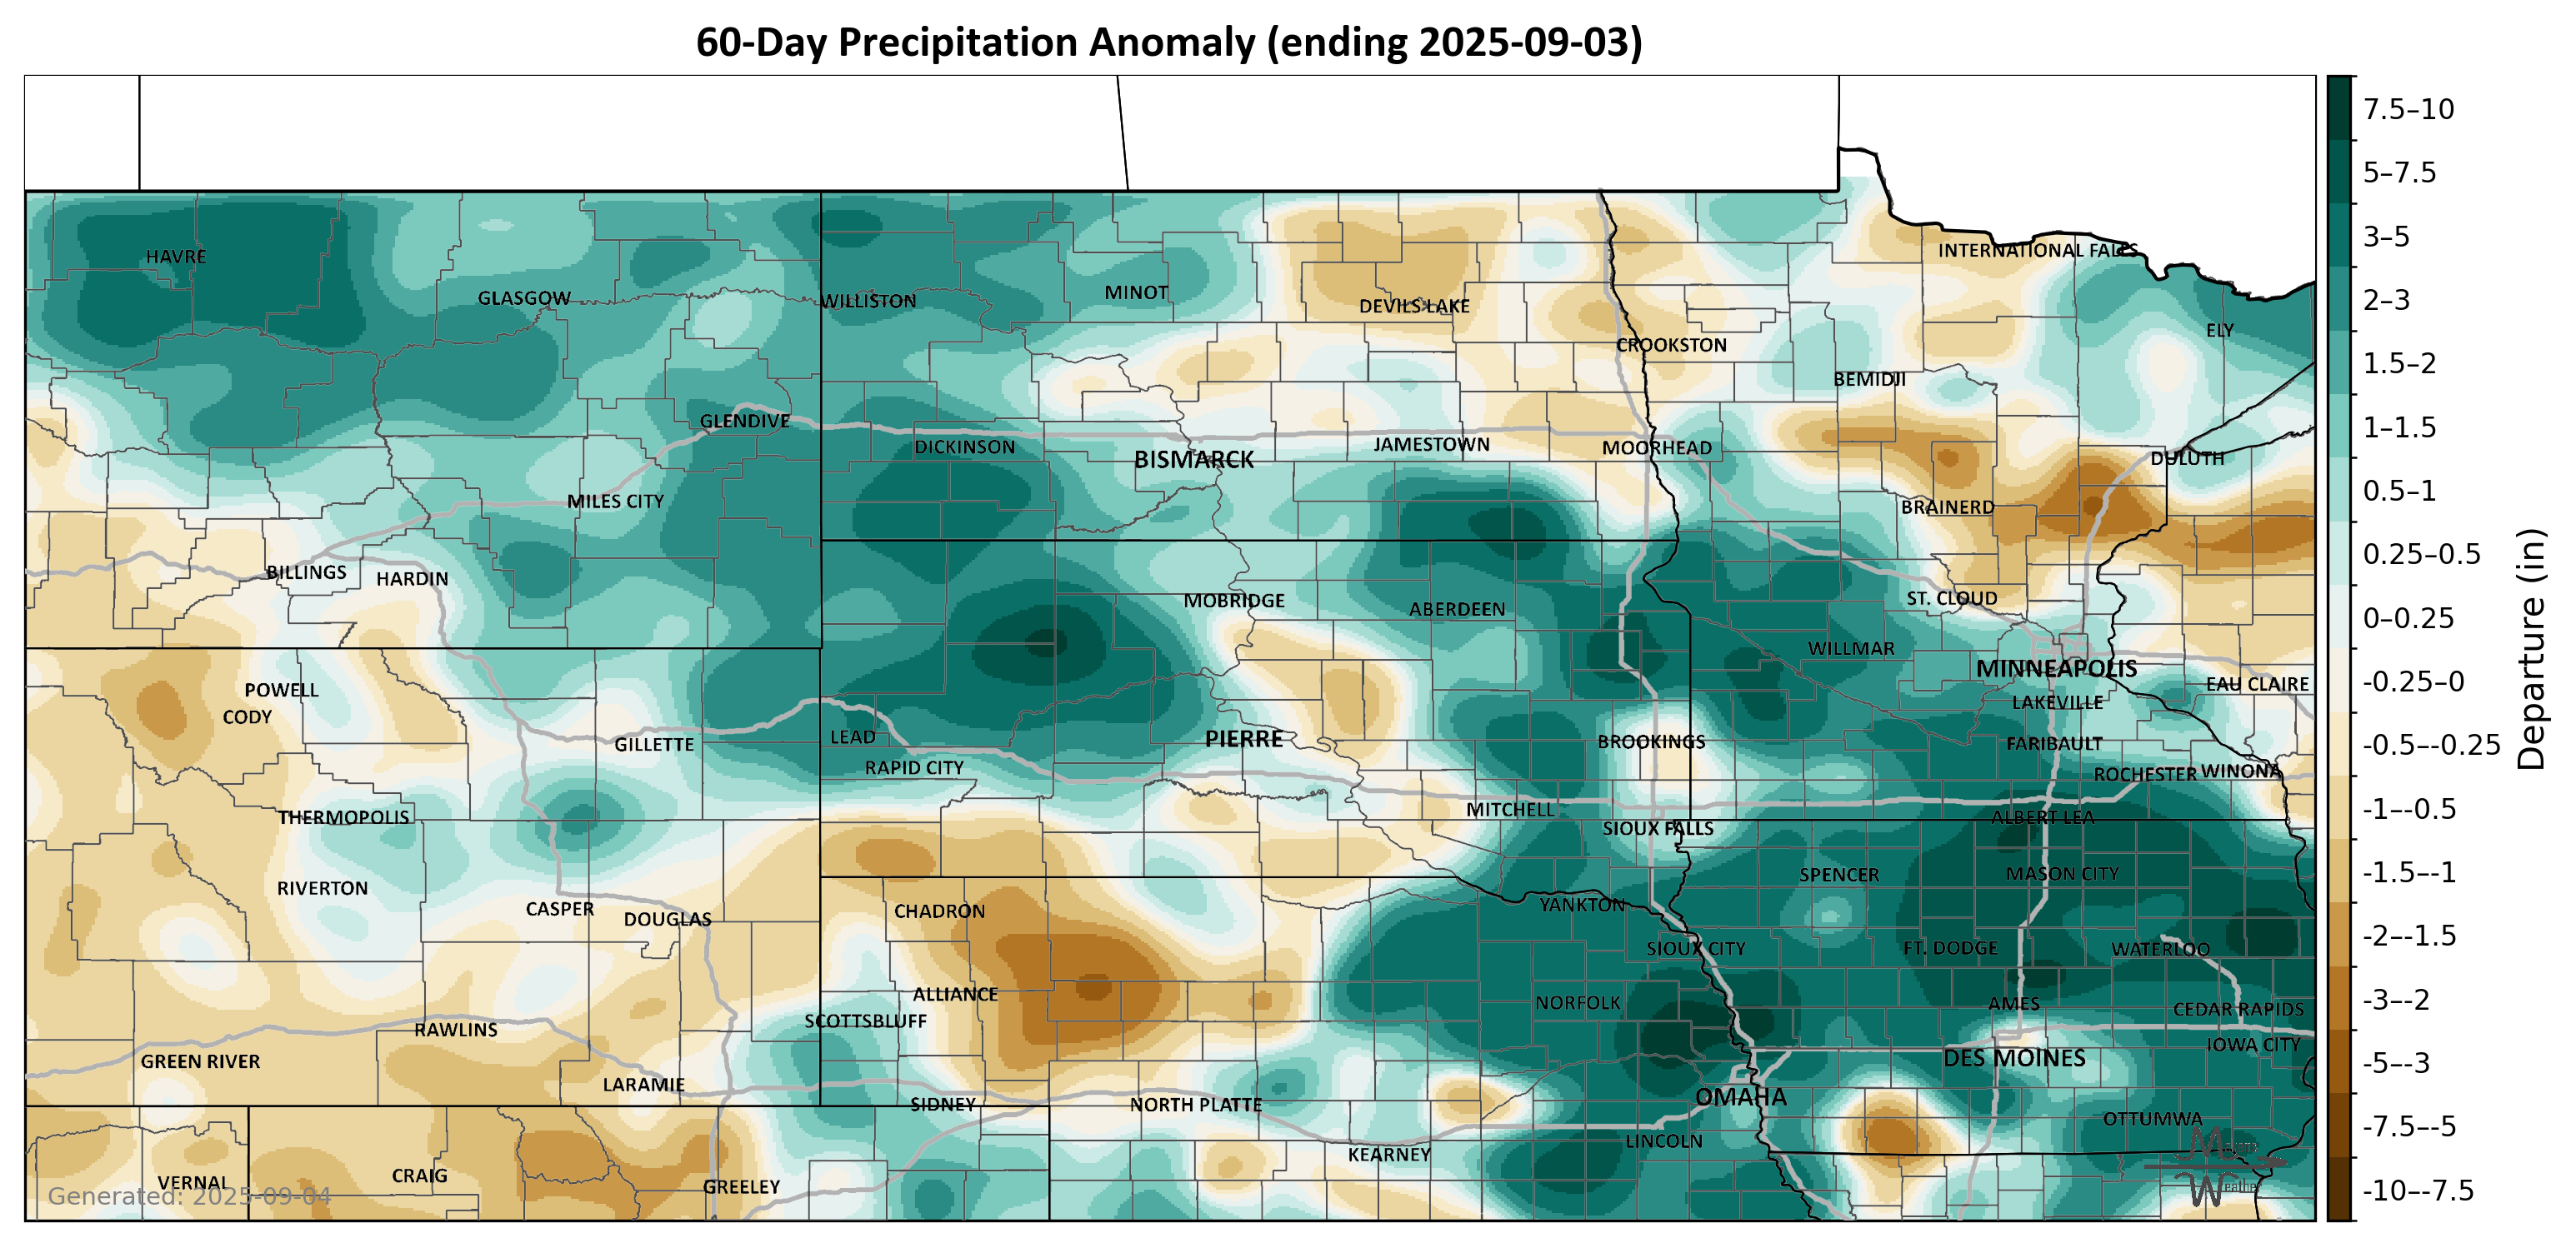 60-Day Precipitation Anomaly (ending 2025-09-03)
HAVRE
GLASGOW
WILLISTON
MINOT
DEVILS LAKE
CROOKSTON
INTERNATIONAL FALLS
ELY
BEMIDJI
GLENDIVE
DICKINSON
BISMARCK
JAMESTOWN
MOORHEAD
DULUTH
MILES CITY
BRAINERD
BILLINGS
HARDIN
MOBRIDGE
ABERDEEN
ST. CLOUD
WILLMAR
MINNEAPOLIS
EAU CLAIRE
POWELL
CODY
LAKEVILLE
GILLETTE
LEAD
PIERRE
BROOKINGS
FARIBAULT
RAPID CITY
ROCHESTER
WINONA
THERMOPOLIS
MITCHELL
SIOUX FALLS
ALBERT LEA
RIVERTON
SPENCER
MASON CITY
CASPER
DOUGLAS
CHADRON
YANKTON
SIOUX CITY
FT. DODGE
WATERLOO
ALLIANCE
NORFOLK
AMES
CEDAR RAPIDS
SCOTTSBLUFF
RAWLINS
GREEN RIVER
DES MOINES
IOWA CITY
LARAMIE
SIDNEY
NORTH PLATTE
OMAHA
OTTUMWA
LINCOLN
KEARNEY
VERNAL
CRAIG
GREELEY
Generated: 2025-09-04
7.5–10
5–7.5
3–5
2–3
1.5–2
1–1.5
0.5–1
0.25–0.5
0–0.25
-0.25–0
-0.5–-0.25
-1–-0.5
-1.5–-1
-2–-1.5
-3–-2
-5–-3
-7.5–-5
-10–-7.5
Departure (in)